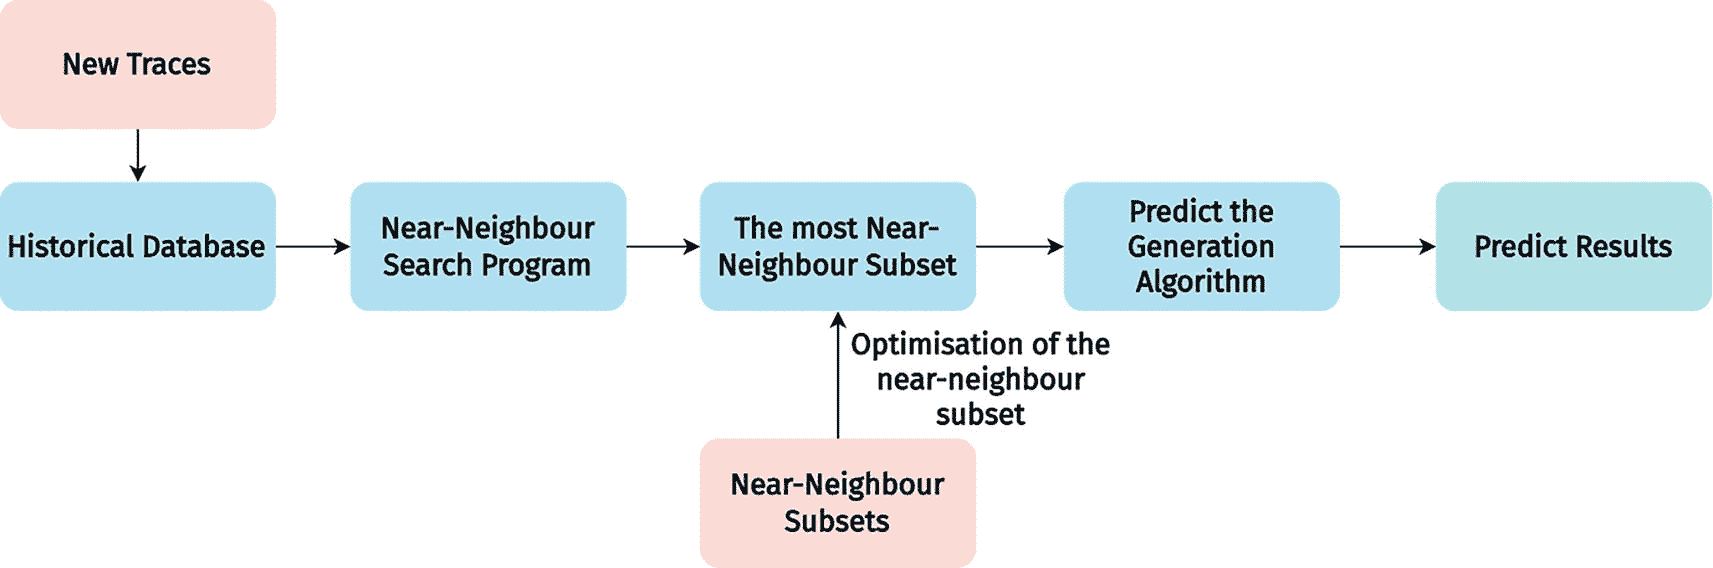 New Traces
Historical Database
Near-Neighbour
Search Program
The most Near-
Neighbour Subset
Predict the
Generation
Algorithm
Predict Results
Optimisation of the
near-neighbour
subset
Near-Neighbour
Subsets